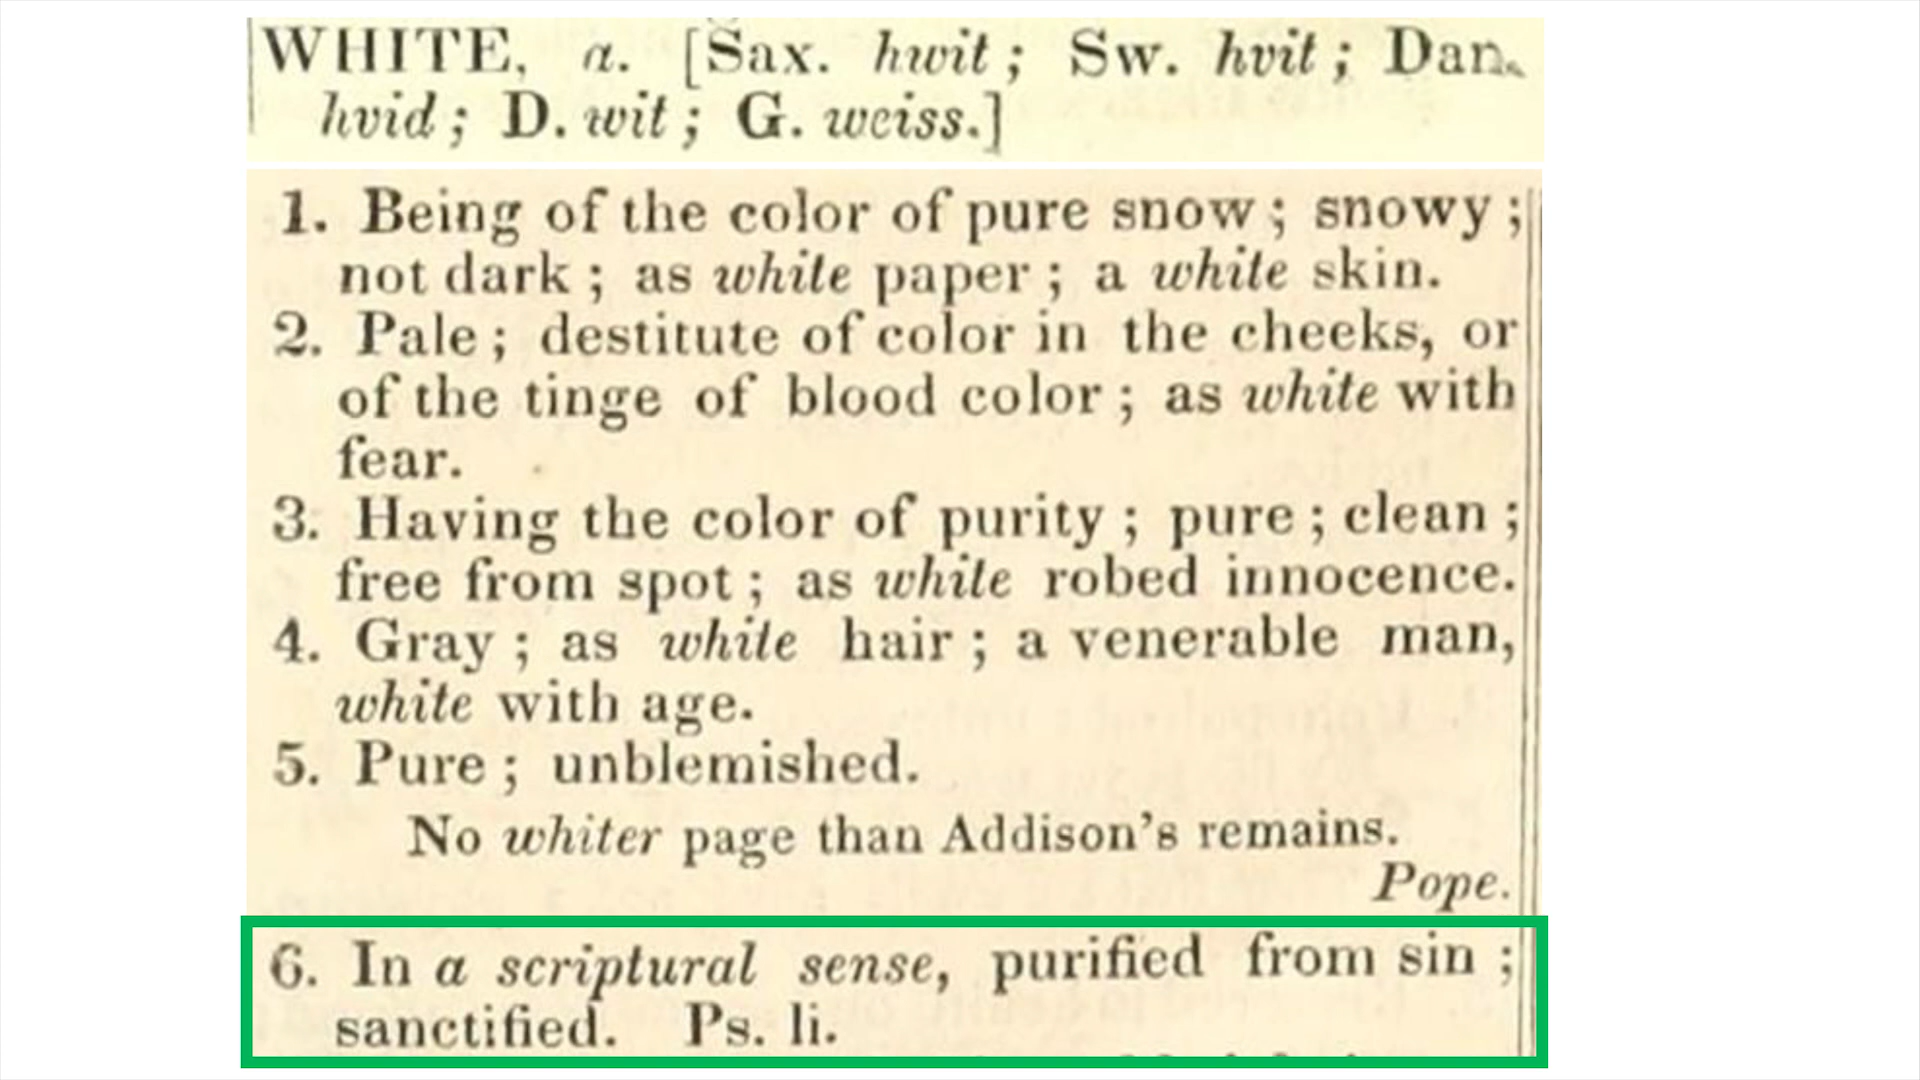 WHITE, a. [Sax. hwit; Sw. hvit; Dan.
hvid; D. wit; G. weiss.]
1. Being of the color of pure snow; snowy;
not dark; as white paper; a white skin.
2. Pale; destitute of color in the cheeks, or
of the tinge of blood color; as white with
fear.
3. Having the color of purity; pure; clean;
free from spot; as white robed innocence.
4. Gray; as white hair; a venerable man,
white with age.
5. Pure; unblemished.
No whiter page than Addison's remains.
Pope.
6. In a scriptural sense, purified from sin;
sanctified. Ps. li.